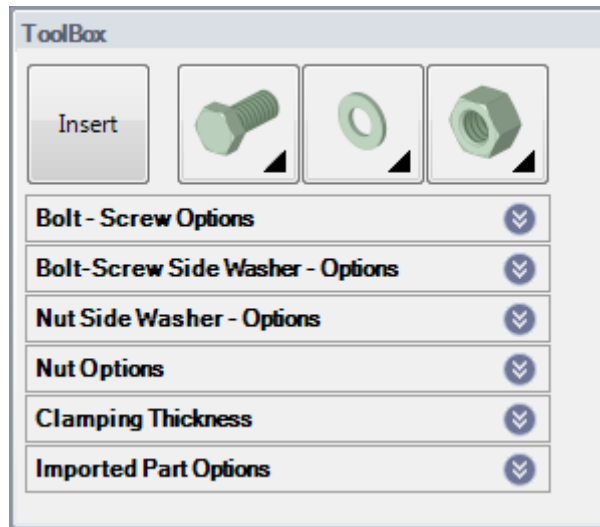 ToolBox
Insert
Bolt - Screw Options
Bolt-Screw Side Washer - Options
Nut Side Washer - Options
Nut Options
Clamping Thickness
Imported Part Options